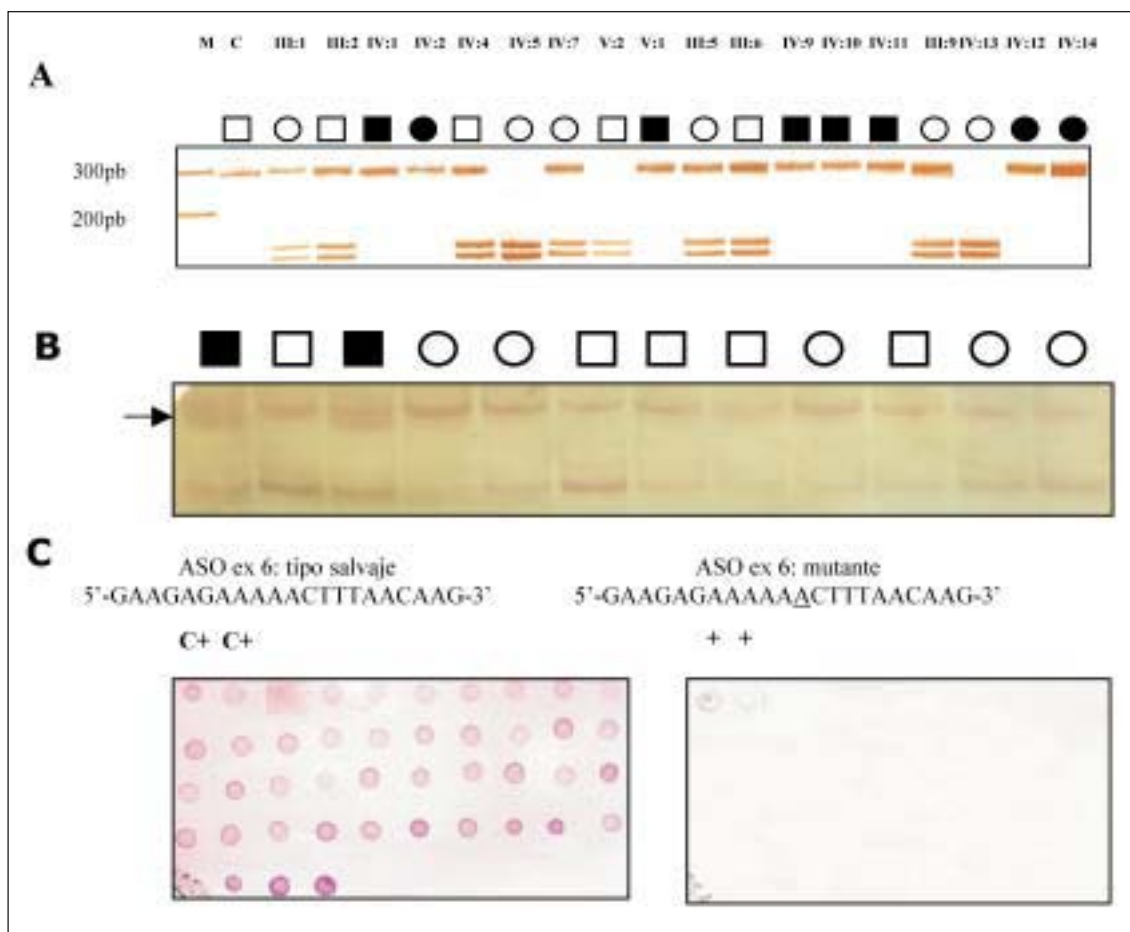 M C III:1 III:2 IV:1 IV:2 IV:4 IV:5 IV:7 V:2 V:1 III:5 III:6 IV:9 IV:10 IV:11 III:9 IV:13 IV:12 IV:14
A
300pb
200pb
B
C
ASO ex 6: tipo salvaje
5'-GAAGAGAAAAACTTTAACAAG-3'
C+ C+
ASO ex 6: mutante
5'-GAAGAGAAAAAACTTTAACAAG-3'
+ +